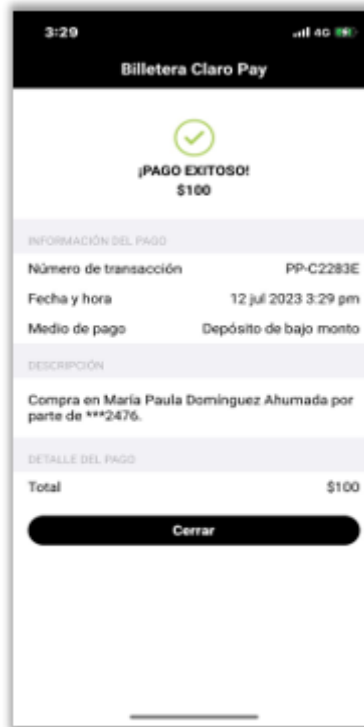 3:29 4G
Billetera Claro Pay
¡PAGO EXITOSO!
$100
INFORMACIÓN DEL PAGO
Número de transacción PP-C2283E
Fecha y hora 12 jul 2023 3:29 pm
Medio de pago Depósito de bajo monto
DESCRIPCIÓN
Compra en María Paula Domínguez Ahumada por
parte de ***2476.
DETALLE DEL PAGO
Total $100
Cerrar